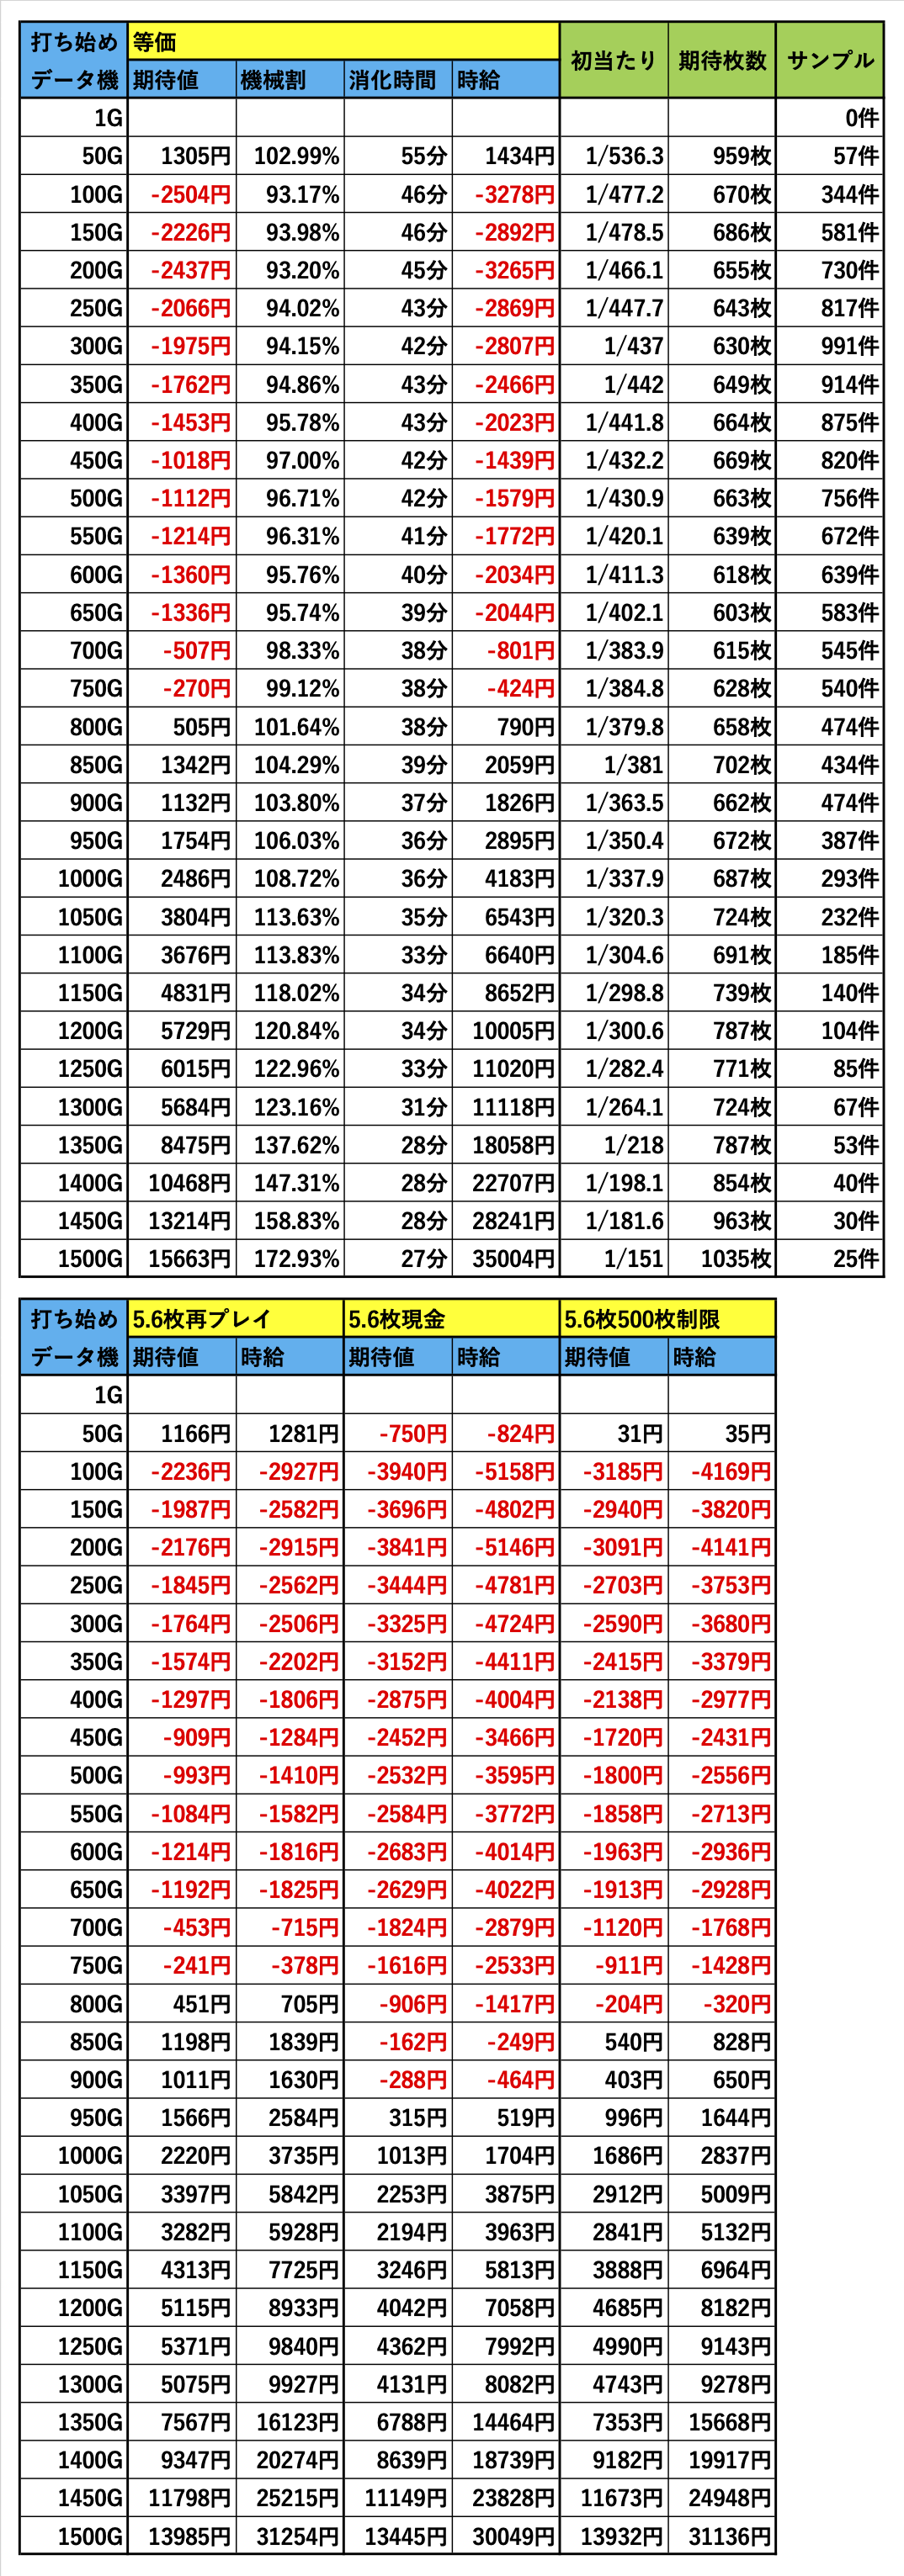 打ち始め 等価 初当たり 期待枚数 サンプル
データ機 期待値 機械割 消化時間 時給
1G 0件
50G 1305円 102.99% 55分 1434円 1/536.3 959枚 57件
100G -2504円 93.17% 46分 -3278円 1/477.2 670枚 344件
150G -2226円 93.98% 46分 -2892円 1/478.5 686枚 581件
200G -2437円 93.20% 45分 -3265円 1/466.1 655枚 730件
250G -2066円 94.02% 43分 -2869円 1/447.7 643枚 817件
300G -1975円 94.15% 42分 -2807円 1/437 630枚 991件
350G -1762円 94.86% 43分 -2466円 1/442 649枚 914件
400G -1453円 95.78% 43分 -2023円 1/441.8 664枚 875件
450G -1018円 97.00% 42分 -1439円 1/432.2 669枚 820件
500G -1112円 96.71% 42分 -1579円 1/430.9 663枚 756件
550G -1214円 96.31% 41分 -1772円 1/420.1 639枚 672件
600G -1360円 95.76% 40分 -2034円 1/411.3 618枚 639件
650G -1336円 95.74% 39分 -2044円 1/402.1 603枚 583件
700G -507円 98.33% 38分 -801円 1/383.9 615枚 545件
750G -270円 99.12% 38分 -424円 1/384.8 628枚 540件
800G 505円 101.64% 38分 790円 1/379.8 658枚 474件
850G 1342円 104.29% 39分 2059円 1/381 702枚 434件
900G 1132円 103.80% 37分 1826円 1/363.5 662枚 474件
950G 1754円 106.03% 36分 2895円 1/350.4 672枚 387件
1000G 2486円 108.72% 36分 4183円 1/337.9 687枚 293件
1050G 3804円 113.63% 35分 6543円 1/320.3 724枚 232件
1100G 3676円 113.83% 33分 6640円 1/304.6 691枚 185件
1150G 4831円 118.02% 34分 8652円 1/298.8 739枚 140件
1200G 5729円 120.84% 34分 10005円 1/300.6 787枚 104件
1250G 6015円 122.96% 33分 11020円 1/282.4 771枚 85件
1300G 5684円 123.16% 31分 11118円 1/264.1 724枚 67件
1350G 8475円 137.62% 28分 18058円 1/218 787枚 53件
1400G 10468円 147.31% 28分 22707円 1/198.1 854枚 40件
1450G 13214円 158.83% 28分 28241円 1/181.6 963枚 30件
1500G 15663円 172.93% 27分 35004円 1/151 1035枚 25件
打ち始め 5.6枚再プレイ 5.6枚現金 5.6枚500枚制限
データ機 期待値 時給 期待値 時給 期待値 時給
1G
50G 1166円 1281円 -750円 -824円 31円 35円
100G -2236円 -2927円 -3940円 -5158円 -3185円 -4169円
150G -1987円 -2582円 -3696円 -4802円 -2940円 -3820円
200G -2176円 -2915円 -3841円 -5146円 -3091円 -4141円
250G -1845円 -2562円 -3444円 -4781円 -2703円 -3753円
300G -1764円 -2506円 -3325円 -4724円 -2590円 -3680円
350G -1574円 -2202円 -3152円 -4411円 -2415円 -3379円
400G -1297円 -1806円 -2875円 -4004円 -2138円 -2977円
450G -909円 -1284円 -2452円 -3466円 -1720円 -2431円
500G -993円 -1410円 -2532円 -3595円 -1800円 -2556円
550G -1084円 -1582円 -2584円 -3772円 -1858円 -2713円
600G -1214円 -1816円 -2683円 -4014円 -1963円 -2936円
650G -1192円 -1825円 -2629円 -4022円 -1913円 -2928円
700G -453円 -715円 -1824円 -2879円 -1120円 -1768円
750G -241円 -378円 -1616円 -2533円 -911円 -1428円
800G 451円 705円 -906円 -1417円 -204円 -320円
850G 1198円 1839円 -162円 -249円 540円 828円
900G 1011円 1630円 -288円 -464円 403円 650円
950G 1566円 2584円 315円 519円 996円 1644円
1000G 2220円 3735円 1013円 1704円 1686円 2837円
1050G 3397円 5842円 2253円 3875円 2912円 5009円
1100G 3282円 5928円 2194円 3963円 2841円 5132円
1150G 4313円 7725円 3246円 5813円 3888円 6964円
1200G 5115円 8933円 4042円 7058円 4685円 8182円
1250G 5371円 9840円 4362円 7992円 4990円 9143円
1300G 5075円 9927円 4131円 8082円 4743円 9278円
1350G 7567円 16123円 6788円 14464円 7353円 15668円
1400G 9347円 20274円 8639円 18739円 9182円 19917円
1450G 11798円 25215円 11149円 23828円 11673円 24948円
1500G 13985円 31254円 13445円 30049円 13932円 31136円